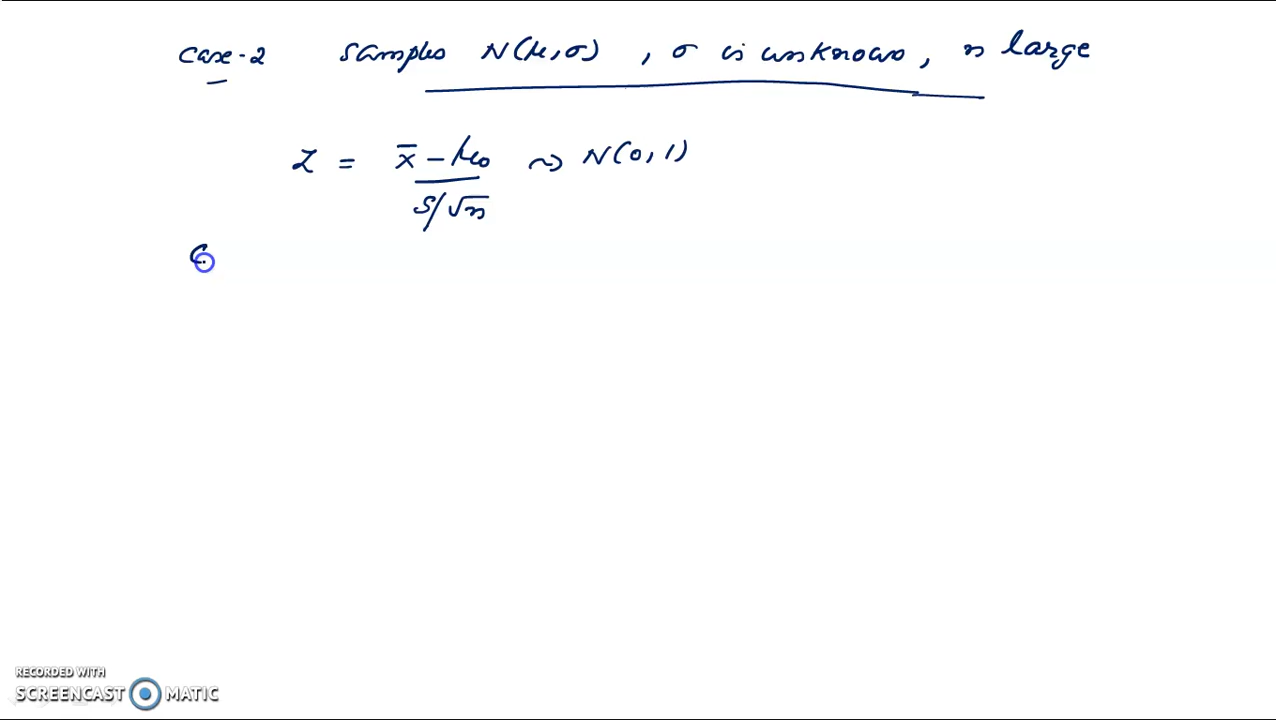 Case-2 Samples N(μ,σ), σ is unknown, n large
Z = x̄ - μ₀ / S/√n ~ N(0,1)
C
RECORDED WITH
SCREENCAST MATIC